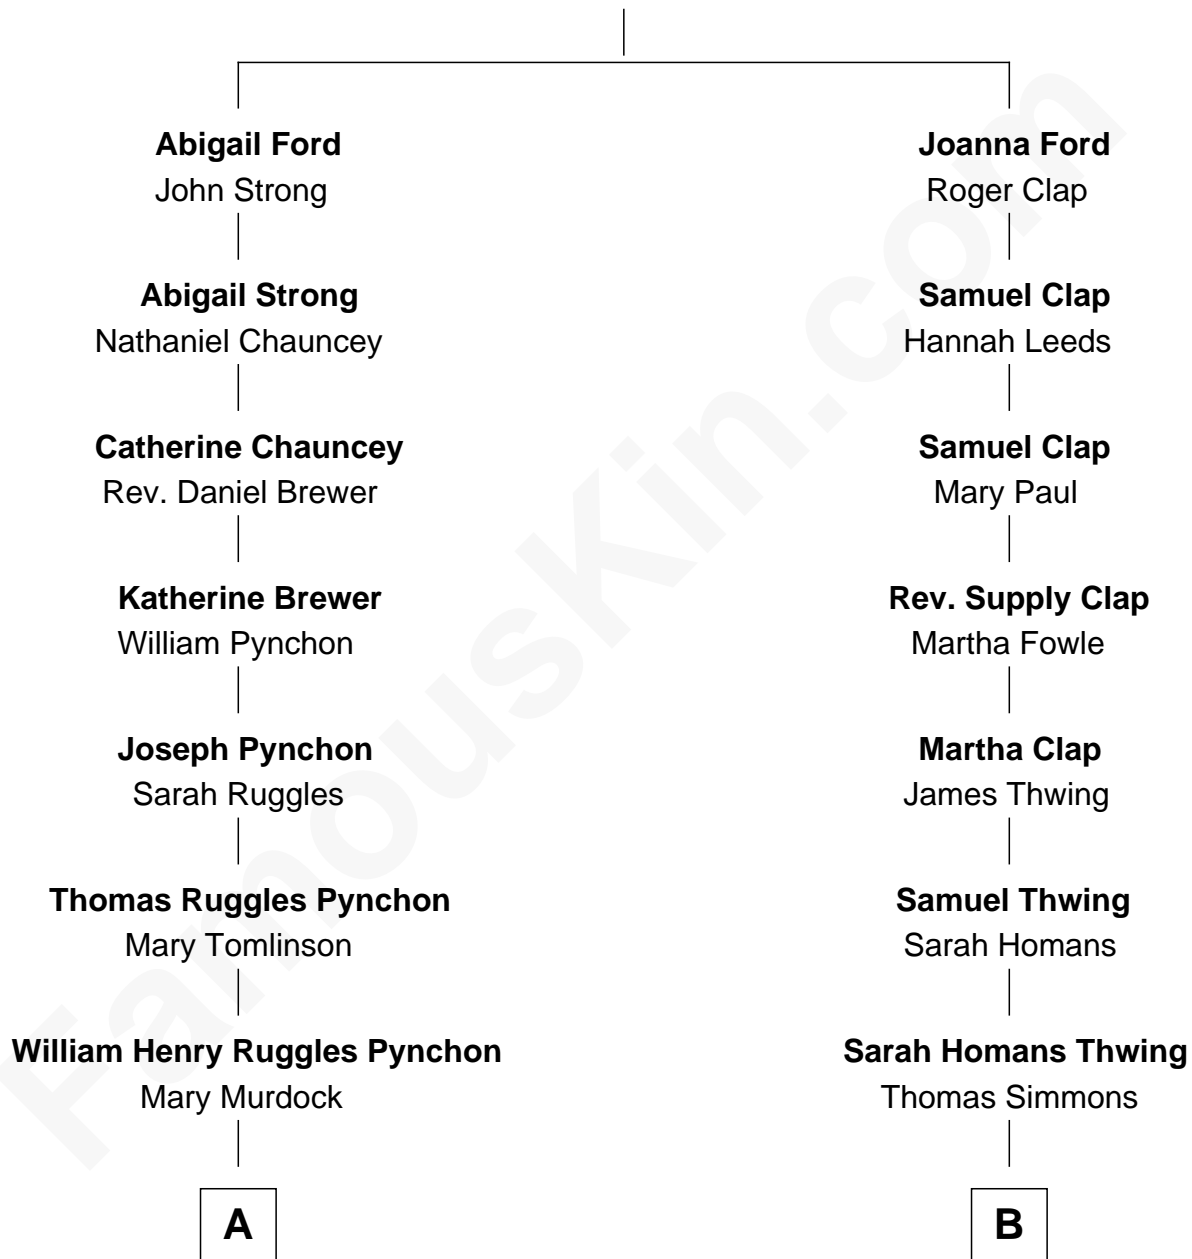 Abigail Ford
John Strong
Joanna Ford
Roger Clap
Abigail Strong
Nathaniel Chauncey
Samuel Clap
Hannah Leeds
Catherine Chauncey
Rev. Daniel Brewer
Samuel Clap
Mary Paul
Katherine Brewer
William Pynchon
Rev. Supply Clap
Martha Fowle
Joseph Pynchon
Sarah Ruggles
Martha Clap
James Thwing
Thomas Ruggles Pynchon
Mary Tomlinson
Samuel Thwing
Sarah Homans
William Henry Ruggles Pynchon
Mary Murdock
Sarah Homans Thwing
Thomas Simmons
A
B
FamousKin.com